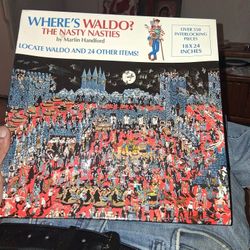 WHERE'S WALDO?
THE NASTY NASTIES
by Martin Handford
LOCATE WALDO AND 24 OTHER ITEMS!
OVER 550
INTERLOCKING
PIECES
18 X 24
INCHES